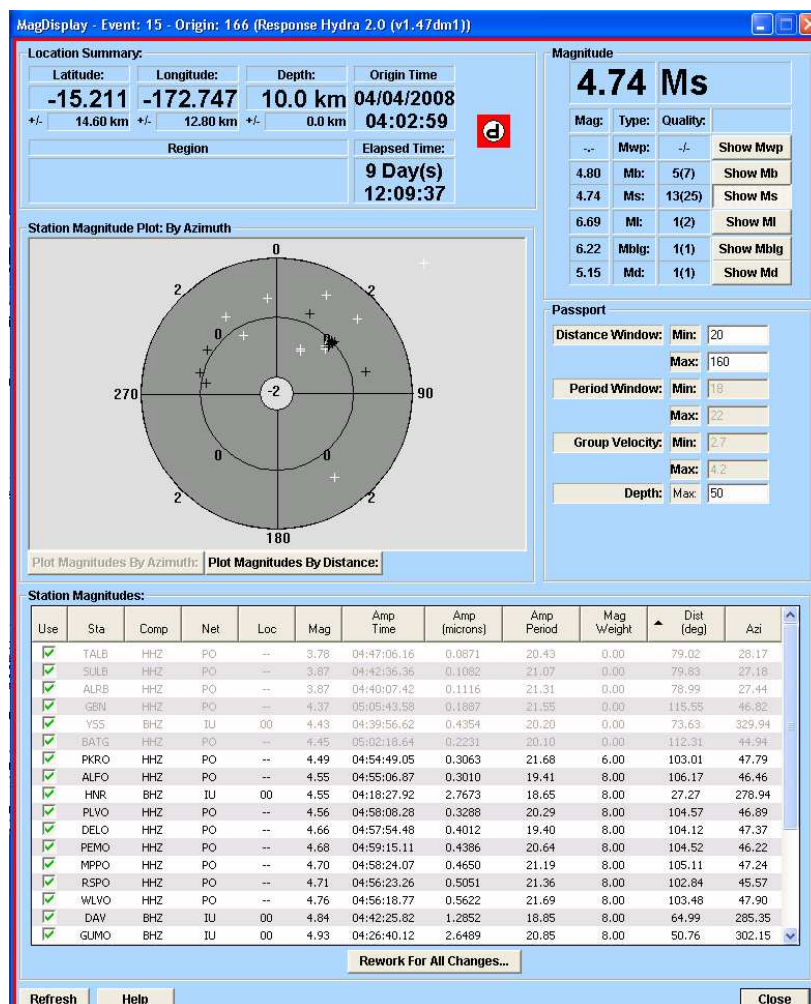 MagDisplay - Event: 15 - Origin: 166 (Response Hydra 2.0 (v1.47dm1))
Location Summary:
Latitude: Longitude: Depth: Origin Time
-15.211 -172.747 10.0 km 04/04/2008
+/- 14.60 km +/- 12.80 km +/- 0.0 km 04:02:59
d
Region Elapsed Time:
9 Day(s)
12:09:37
Magnitude
4.74 Ms
Mag: Type: Quality:
-.- Mwp: -/- Show Mwp
4.80 Mb: 5(7) Show Mb
4.74 Ms: 13(25) Show Ms
6.69 Ml: 1(2) Show Ml
6.22 Mblg: 1(1) Show Mblg
5.15 Md: 1(1) Show Md
Station Magnitude Plot: By Azimuth
0
2 2
0
270 -2 90
0 0
2 2
180
Plot Magnitudes By Azimuth: Plot Magnitudes By Distance:
Passport
Distance Window: Min: 20
Max: 160
Period Window: Min: 18
Max: 22
Group Velocity: Min: 2.7
Max: 4.2
Depth: Max: 50
Station Magnitudes:
Use Sta Comp Net Loc Mag Amp Time Amp (microns) Amp Period Mag Weight Dist (deg) Azi
TALB HHZ PO -- 3.78 04:47:06.16 0.0871 20.43 0.00 79.02 28.17
SULB HHZ PO -- 3.87 04:42:36.36 0.1082 21.07 0.00 79.83 27.18
ALRB HHZ PO -- 3.87 04:40:07.42 0.1116 21.31 0.00 78.99 27.44
GBN HHZ PO -- 4.37 05:05:43.58 0.1887 21.55 0.00 115.55 46.82
YSS BHZ IU 00 4.43 04:39:56.62 0.4354 20.20 0.00 73.63 329.94
BATG HHZ PO -- 4.45 05:02:18.64 0.2231 20.10 0.00 112.31 44.94
PKRO HHZ PO -- 4.49 04:54:49.05 0.3063 21.68 6.00 103.01 47.79
ALFO HHZ PO -- 4.55 04:55:06.87 0.3010 19.41 8.00 106.17 46.46
HNR BHZ IU 00 4.55 04:18:27.92 2.7673 18.65 8.00 27.27 278.94
PLVO HHZ PO -- 4.56 04:58:08.28 0.3288 20.29 8.00 104.57 46.89
DELO HHZ PO -- 4.66 04:57:54.48 0.4012 19.40 8.00 104.12 47.37
PEMO HHZ PO -- 4.68 04:59:15.11 0.4386 20.64 8.00 104.52 46.22
MPPO HHZ PO -- 4.70 04:58:24.07 0.4650 21.19 8.00 105.11 47.24
RSPO HHZ PO -- 4.71 04:56:23.26 0.5051 21.36 8.00 102.84 45.57
WLVO HHZ PO -- 4.76 04:56:18.77 0.5622 21.69 8.00 103.48 47.90
DAV BHZ IU 00 4.84 04:42:25.82 1.2852 18.85 8.00 64.99 285.35
GUMO BHZ IU 00 4.93 04:26:40.12 2.6489 20.85 8.00 50.76 302.15
Rework For All Changes...
Refresh Help Close